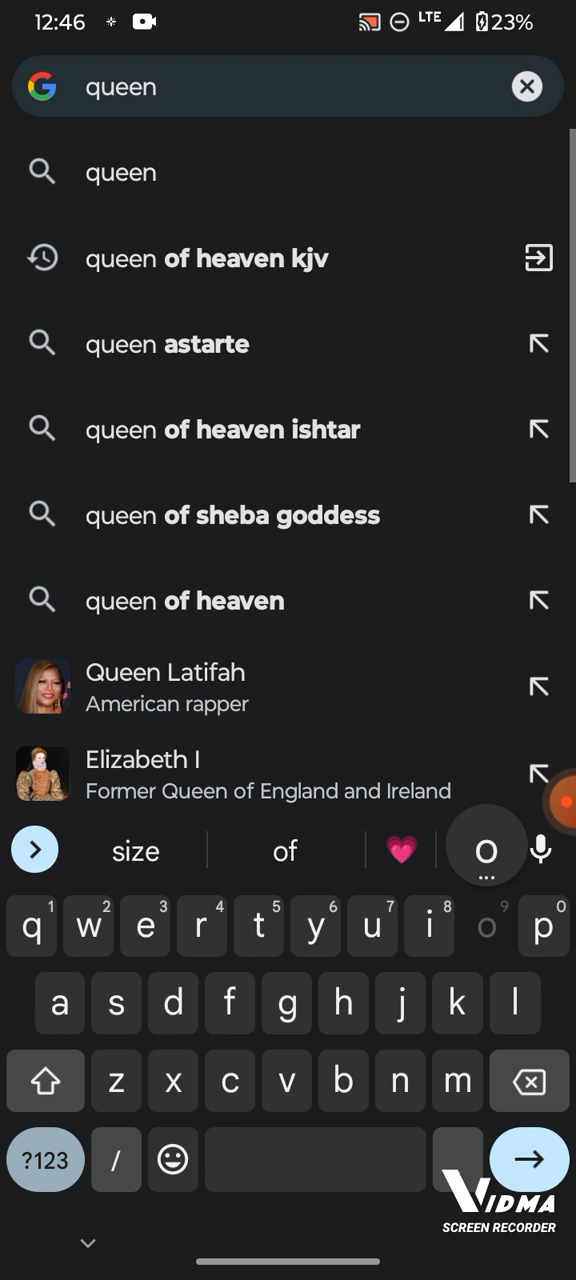 12:46 LTE 23%
queen
queen
queen of heaven kjv
queen astarte
queen of heaven ishtar
queen of sheba goddess
queen of heaven
Queen Latifah
American rapper
Elizabeth I
Former Queen of England and Ireland
size of o
1 2 3 4 5 6 7 8 9 0
q w e r t y u i o p
a s d f g h j k l
z x c v b n m
?123 /
VIDMA
SCREEN RECORDER